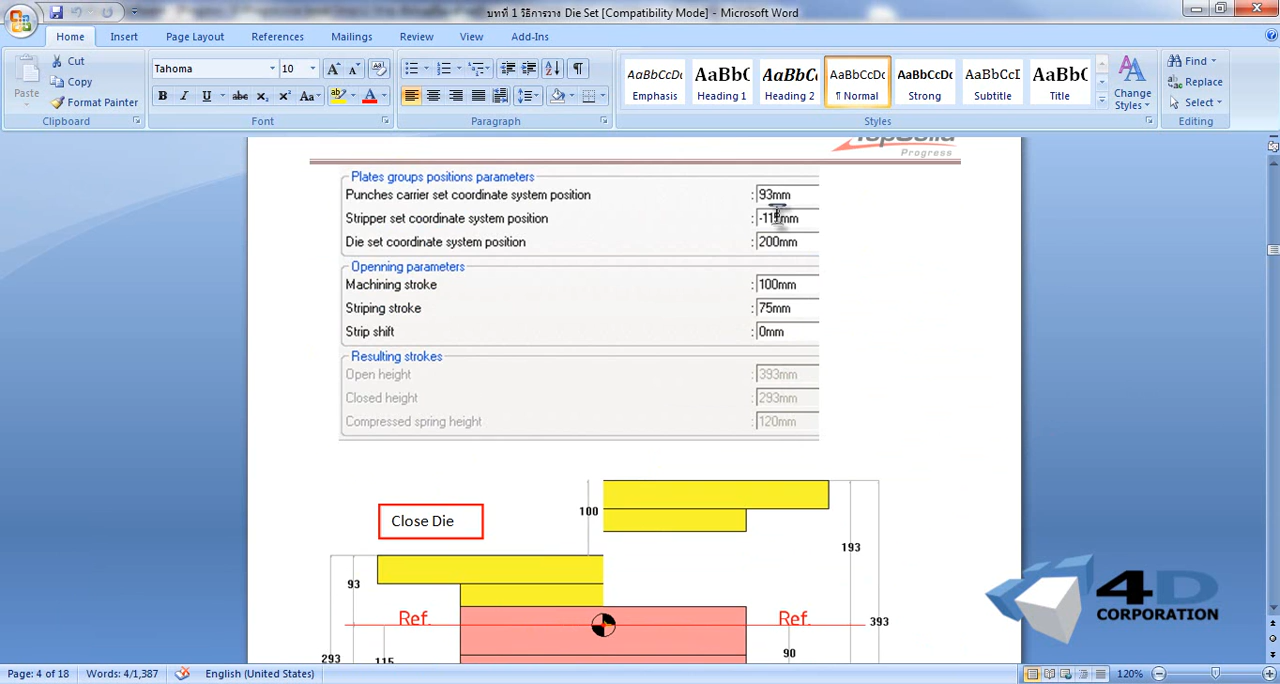 บทที่ 1 วิธีการวาง Die Set [Compatibility Mode] - Microsoft Word
Home Insert Page Layout References Mailings Review View Add-Ins
Paste
Cut
Copy
Format Painter
Clipboard
Tahoma 10
Font
Paragraph
AaBbCcDc AaBbC AaBbCc AaBbCcDc AaBbCcDc AaBbCcI AaBbC
Emphasis Heading 1 Heading 2 ¶ Normal Strong Subtitle Title
Change Styles
Styles
Find
Replace
Select
Editing
TopSolid
Progress
Plates groups positions parameters
Punches carrier set coordinate system position : 93mm
Stripper set coordinate system position : mm
Die set coordinate system position : 200mm
Openning parameters
Machining stroke : 100mm
Striping stroke : 75mm
Strip shift : 0mm
Resulting strokes
Open height : 393mm
Closed height : 293mm
Compressed spring height : 120mm
Close Die
100
193
93
Ref.
Ref.
393
293
115
90
4D
CORPORATION
Page: 4 of 18 Words: 4/1,387 English (United States) 120%